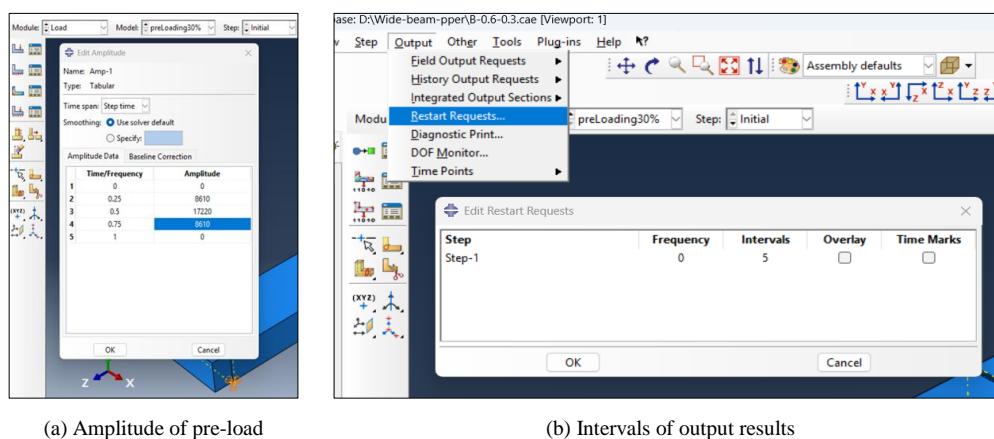 Module: Load Model: preLoading30% Step: Initial
Edit Amplitude
Name: Amp-1
Type: Tabular
Time span: Step time
Smoothing: Use solver default
Specify:
Amplitude Data Baseline Correction
Time/Frequency Amplitude
1 0 0
2 0.25 8610
3 0.5 17220
4 0.75 8610
5 1 0
OK Cancel
(XYZ)
Z X
(a) Amplitude of pre-load
ase: D:\Wide-beam-pper\B-0.6-0.3.cae [Viewport: 1]
Step Output Other Tools Plug-ins Help
Field Output Requests
History Output Requests
Integrated Output Sections
Restart Requests...
Diagnostic Print...
DOF Monitor...
Time Points
Assembly defaults
Modu preLoading30% Step: Initial
Edit Restart Requests
Step Frequency Intervals Overlay Time Marks
Step-1 0 5
OK Cancel
(XYZ)
(b) Intervals of output results